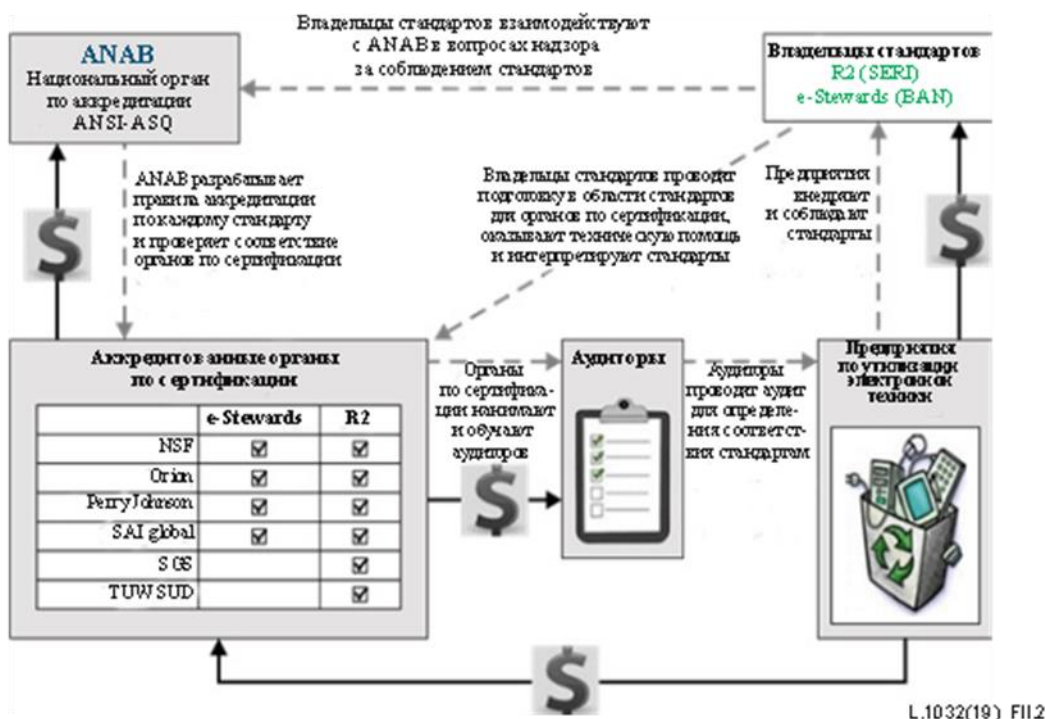 Владельцы стандартов взаимодействуют
с ANAB в вопросах надзора
за соблюдением стандартов
ANAB
Национальный орган
по аккредитации
ANSI-ASQ
Владельцы стандартов
R2 (SERI)
e-Stewards (BAN)
ANAB разрабатывает
правила аккредитации
по каждому стандарту
и проверяет соответствие
органов по сертификации
Владельцы стандартов проводят
подготовку в области стандартов
для органов по сертификации,
оказывают техническую помощь
и интерпретируют стандарты
Предприятия
внедряют
и соблюдают
стандарты
$
$
Аккредитованные органы
по сертификации
e-Stewards R2
NSF
Orion
Perry Johnson
SAI global
SGS
TUW SUD
Органы
по сертифика-
ции нанимают
и обучают
аудиторов
$
Аудиторы
Аудиторы
проводят аудит
для определе-
ния соответст-
вия стандартам
Предприятия
по утилизации
электронной
техники
$
L.1032(19)_FII.2